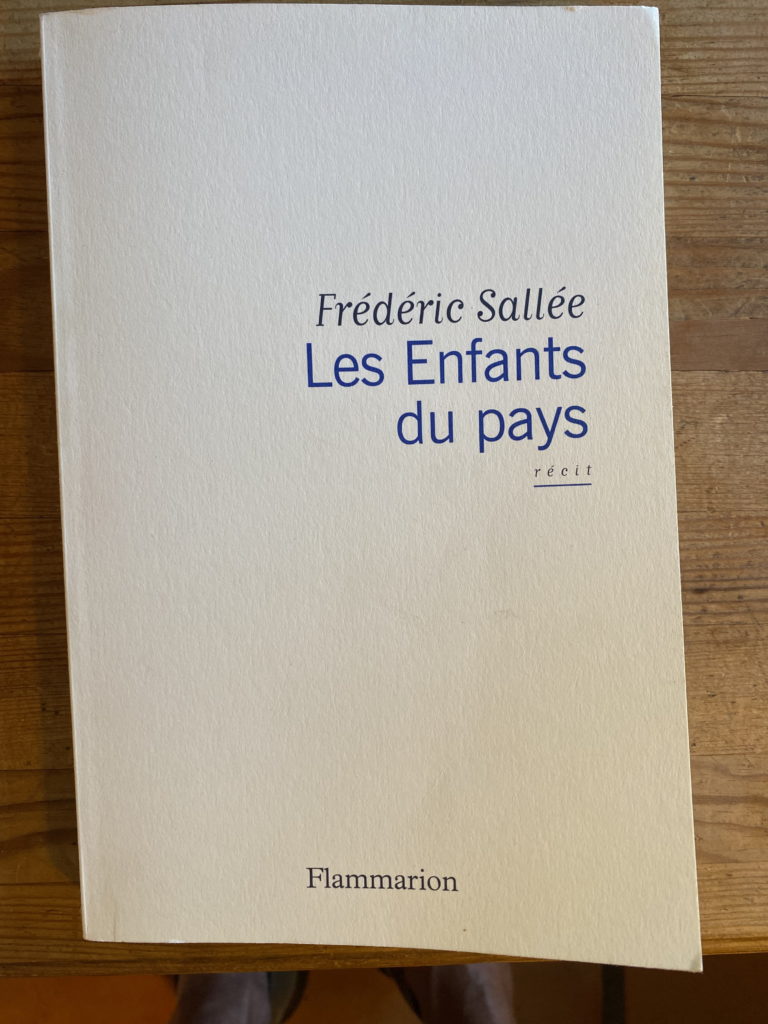 Frédéric Sallée
Les Enfants
du pays
récit
Flammarion